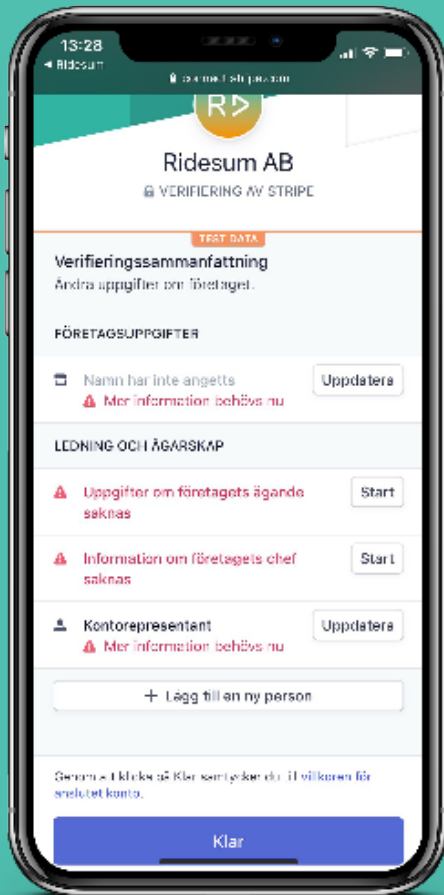 13:28
◀ Ridesum
connect.stripe.com
R
Ridesum AB
VERIFIERING AV STRIPE
TEST DATA
Verifieringssammanfattning
Ändra uppgifter om företaget.
FÖRETAGSUPPGIFTER
Namn har inte angetts
Uppdatera
Mer information behövs nu
LEDNING OCH ÄGARSKAP
Uppgifter om företagets ägande
Start
saknas
Information om företagets chef
Start
saknas
Kontorepresentant
Uppdatera
Mer information behövs nu
+ Lägg till en ny person
Genom att klicka på Klar samtycker du till villkoren för
anslutet konto.
Klar